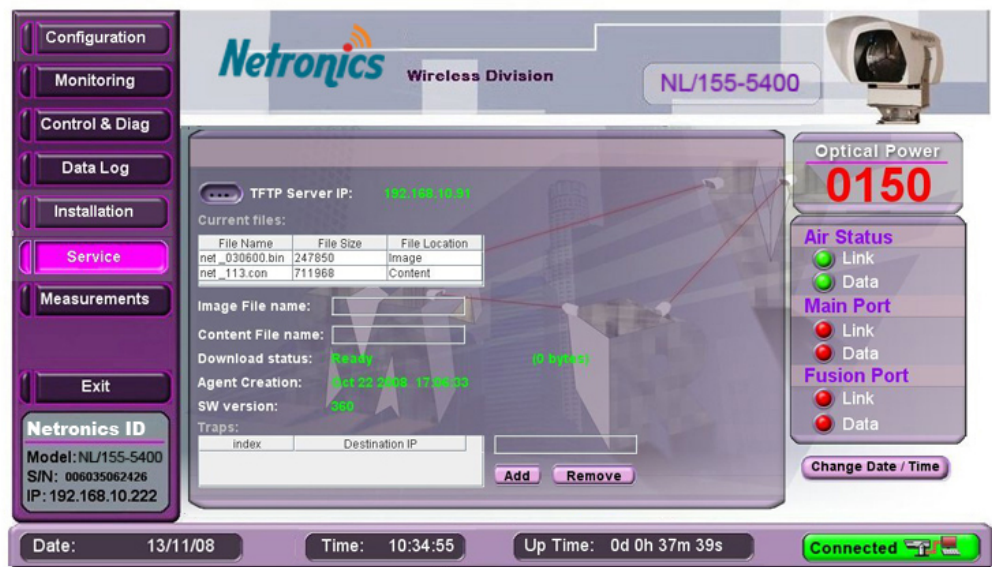 Configuration
Monitoring
Control & Diag
Data Log
Installation
Service
Measurements
Exit
Netronics ID
Model: NL/155-5400
S/N: 006035062426
IP: 192.168.10.222
Netronics
Wireless Division
NL/155-5400
TFTP Server IP: 192.168.10.91
Current files:
File Name File Size File Location
net_030600.bin 247850 Image
net_113.con 711968 Content
Image File name:
Content File name:
Download status: Ready (0 bytes)
Agent Creation: Oct 22 2008 17:06:33
SW version: 360
Traps:
index Destination IP
Add Remove
Optical Power
0150
Air Status
Link
Data
Main Port
Link
Data
Fusion Port
Link
Data
Change Date / Time
Date: 13/11/08 Time: 10:34:55 Up Time: 0d 0h 37m 39s Connected